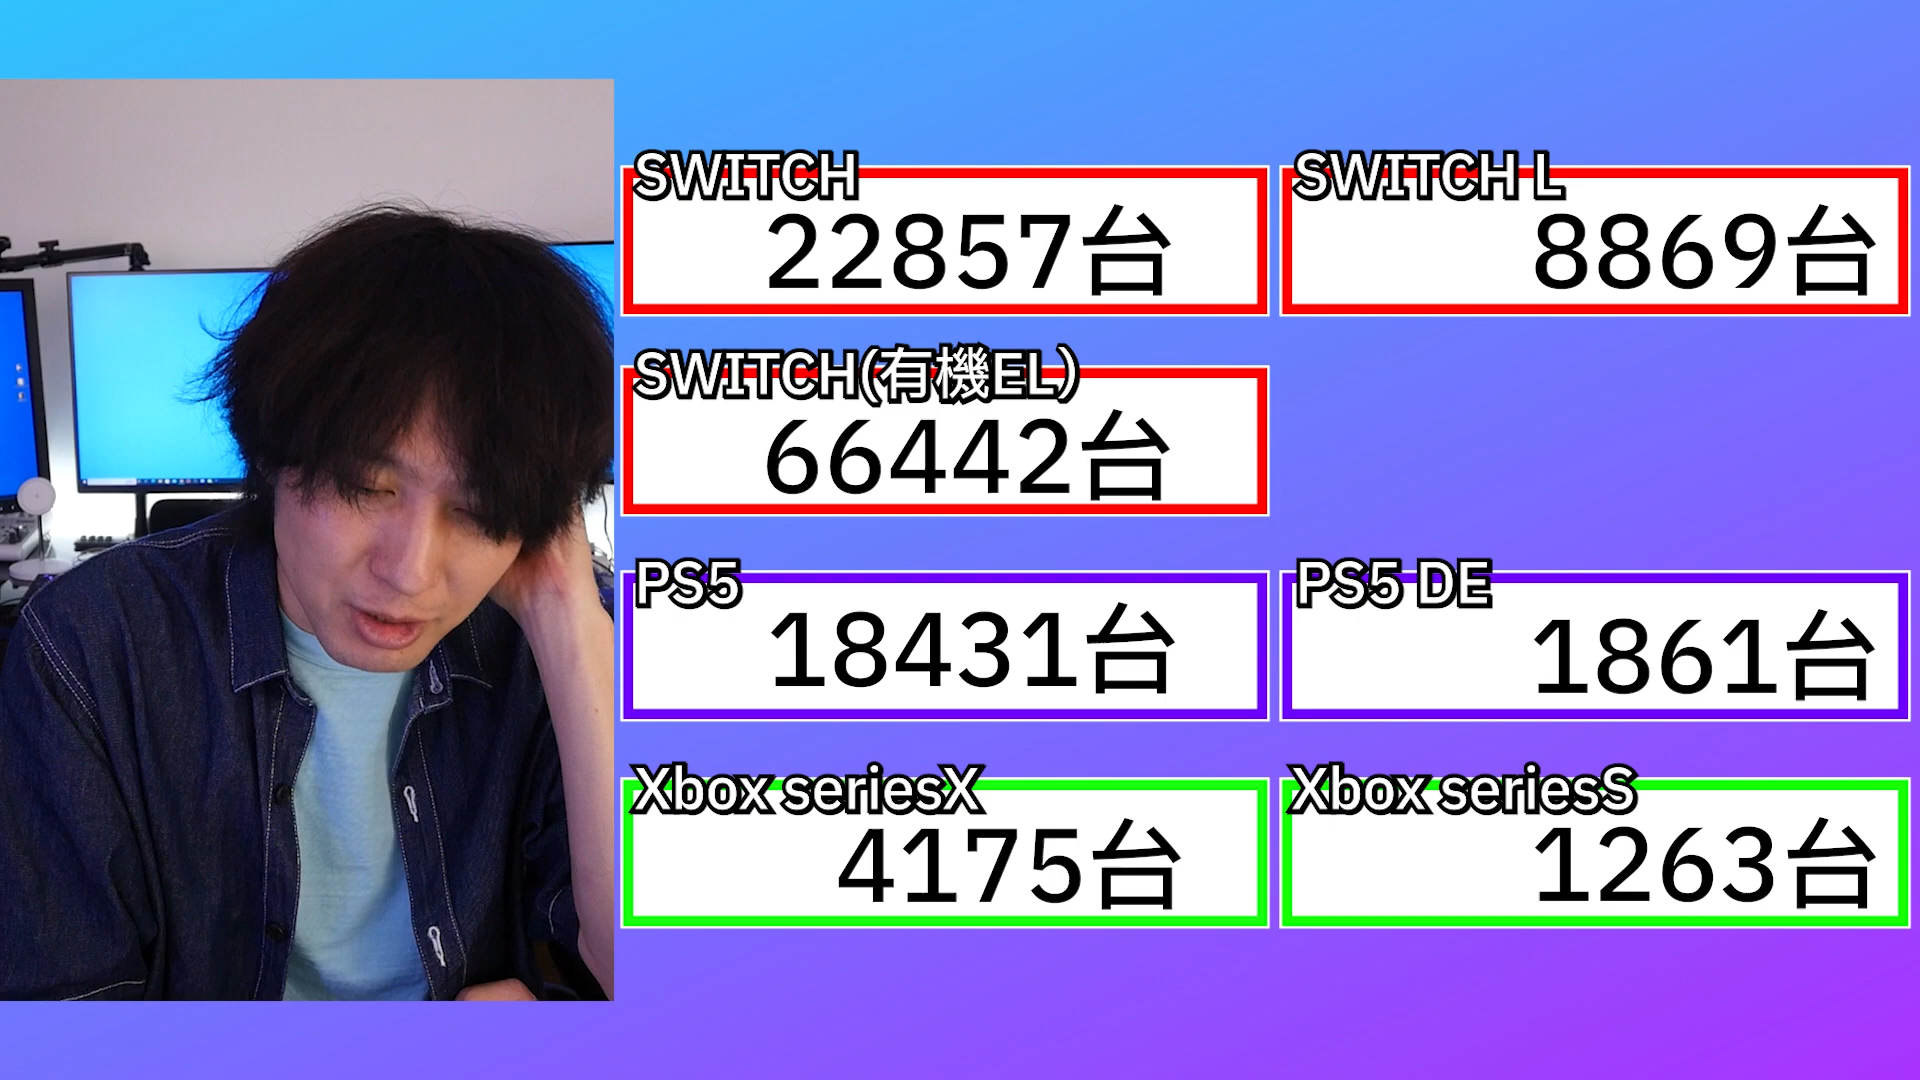 SWITCH
22857台
SWITCH L
8869台
SWITCH(有機EL)
66442台
PS5
18431台
PS5 DE
1861台
Xbox seriesX
4175台
Xbox seriesS
1263台